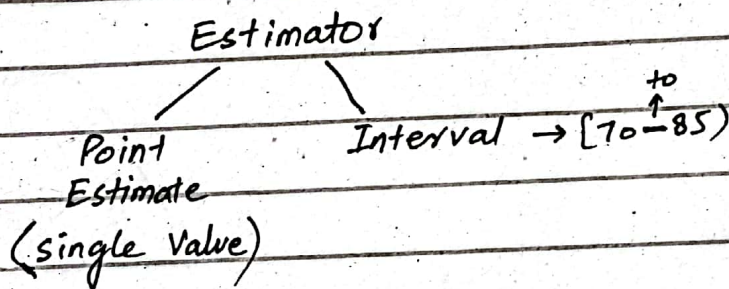 Estimator
to
↑
Point Interval → [70-85)
Estimate
(single Value)